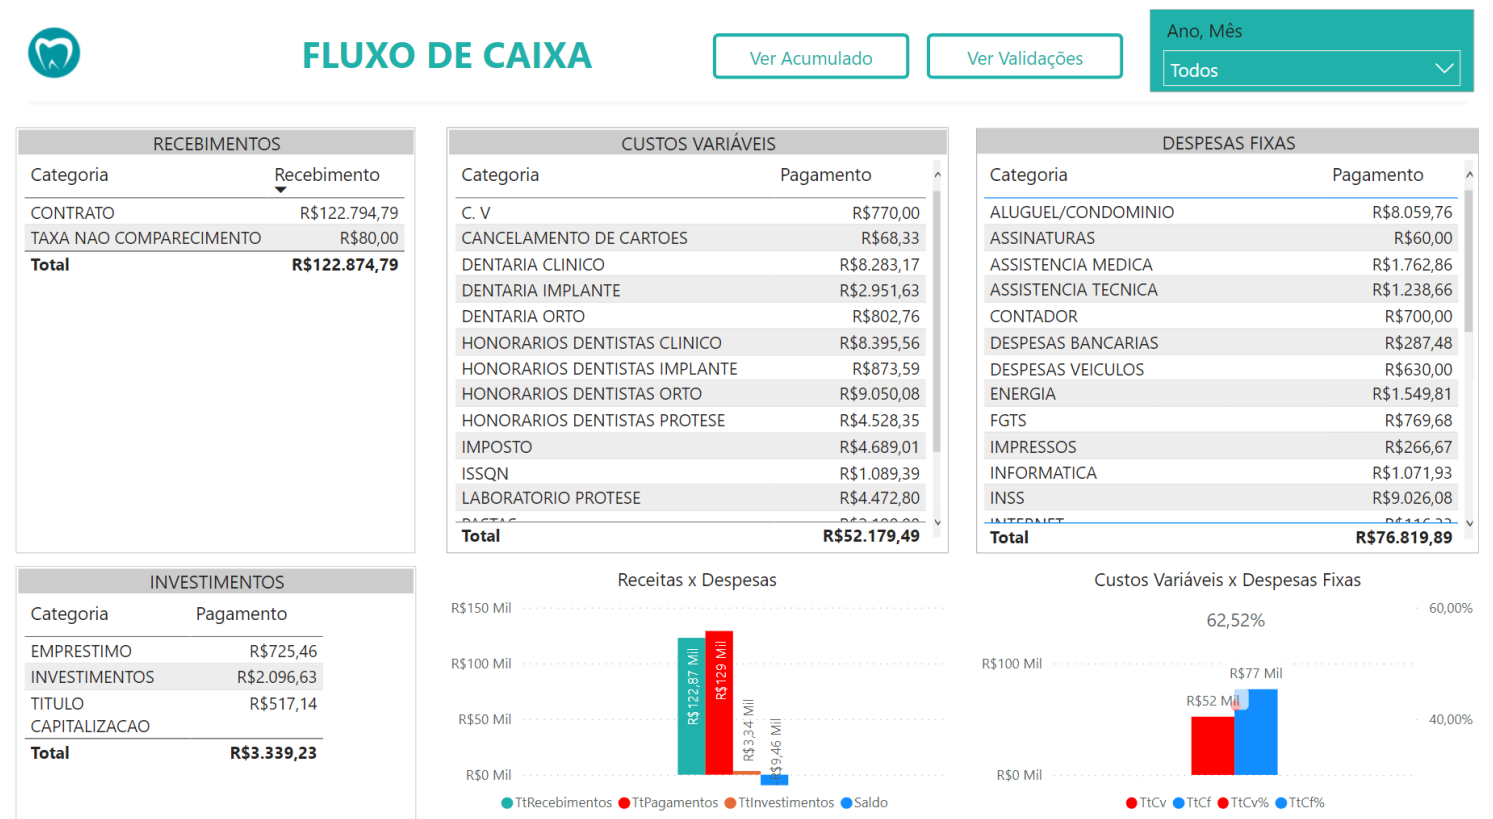 FLUXO DE CAIXA
Ver Acumulado
Ver Validações
Ano, Mês
Todos
RECEBIMENTOS
Categoria Recebimento
CONTRATO R$122.794,79
TAXA NAO COMPARECIMENTO R$80,00
Total R$122.874,79
CUSTOS VARIÁVEIS
Categoria Pagamento
C. V R$770,00
CANCELAMENTO DE CARTOES R$68,33
DENTARIA CLINICO R$8.283,17
DENTARIA IMPLANTE R$2.951,63
DENTARIA ORTO R$802,76
HONORARIOS DENTISTAS CLINICO R$8.395,56
HONORARIOS DENTISTAS IMPLANTE R$873,59
HONORARIOS DENTISTAS ORTO R$9.050,08
HONORARIOS DENTISTAS PROTESE R$4.528,35
IMPOSTO R$4.689,01
ISSQN R$1.089,39
LABORATORIO PROTESE R$4.472,80
Total R$52.179,49
DESPESAS FIXAS
Categoria Pagamento
ALUGUEL/CONDOMINIO R$8.059,76
ASSINATURAS R$60,00
ASSISTENCIA MEDICA R$1.762,86
ASSISTENCIA TECNICA R$1.238,66
CONTADOR R$700,00
DESPESAS BANCARIAS R$287,48
DESPESAS VEICULOS R$630,00
ENERGIA R$1.549,81
FGTS R$769,68
IMPRESSOS R$266,67
INFORMATICA R$1.071,93
INSS R$9.026,08
INTERNET
Total R$76.819,89
INVESTIMENTOS
Categoria Pagamento
EMPRESTIMO R$725,46
INVESTIMENTOS R$2.096,63
TITULO R$517,14
CAPITALIZACAO
Total R$3.339,23
Receitas x Despesas
R$150 Mil
R$100 Mil
R$50 Mil
R$0 Mil
R$122,87 Mil
R$129 Mil
R$3,34 Mil
-R$9,46 Mil
TtRecebimentos TtPagamentos TtInvestimentos Saldo
Custos Variáveis x Despesas Fixas
60,00%
62,52%
R$100 Mil
R$77 Mil
R$52 Mil
40,00%
R$0 Mil
TtCv TtCf TtCv% TtCf%